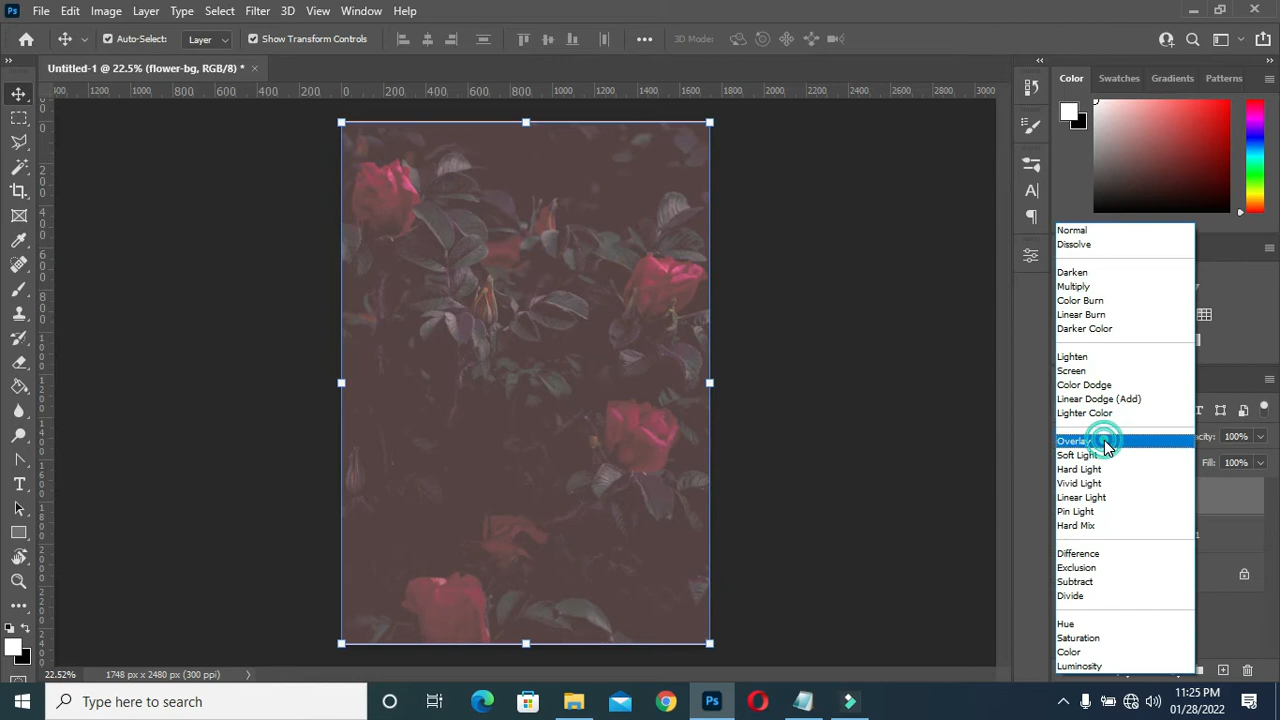 Ps File Edit Image Layer Type Select Filter 3D View Window Help
Auto-Select: Layer Show Transform Controls 3D Mode:
Untitled-1 @ 22.5% (flower-bg, RGB/8) *
Color Swatches Gradients Patterns
1200 1000 800 600 400 200 0 200 400 600 800 1000 1200 1400 1600 1800 2000 2200 2400 2600 2800 3000
Normal
Dissolve
Darken
Multiply
Color Burn
Linear Burn
Darker Color
Lighten
Screen
Color Dodge
Linear Dodge (Add)
Lighter Color
Overlay
Soft Light
Hard Light
Vivid Light
Linear Light
Pin Light
Hard Mix
Difference
Exclusion
Subtract
Divide
Hue
Saturation
Color
Luminosity
100%
Fill: 100%
22.52% 1748 px x 2480 px (300 ppi)
Type here to search
Ps
11:25 PM
01/28/2022